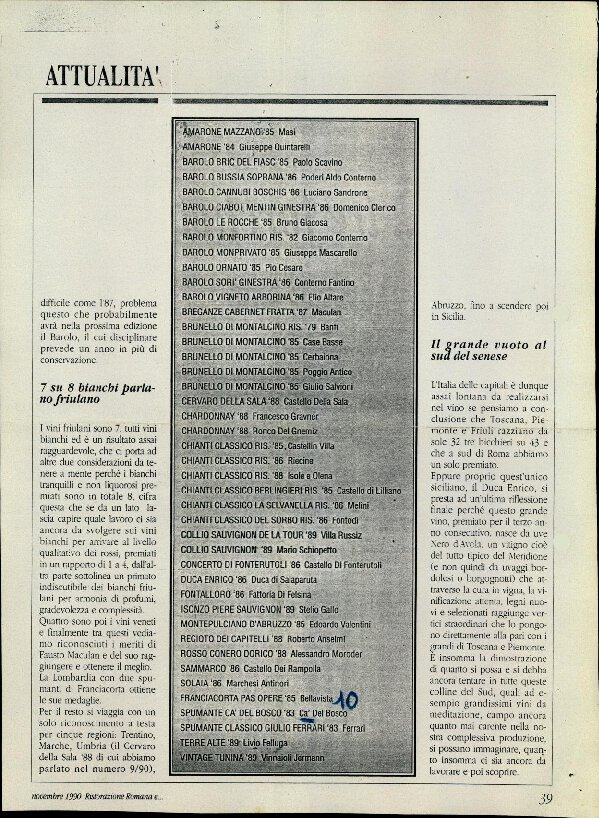 ATTUALITA'
difficile come l'87, problema
questo che probabilmente
avrà nella prossima edizione
il Barolo, il cui disciplinare
prevede un anno in più di
conservazione.
7 su 8 bianchi parla-
no friulano
I vini friulani sono 7, tutti vini
bianchi ed è un risultato assai
ragguardevole, che ci porta ad
altre due considerazioni da te-
nere a mente perché i bianchi
tranquilli e non liquorosi pre-
miati sono in totale 8, cifra
questa che se da un lato la-
scia capire quale lavoro ci sia
ancora da svolgere sui vini
bianchi per arrivare al livello
qualitativo dei rossi, premiati
in un rapporto di 1 a 4, dall'al-
tra parte sottolinea un primato
indiscutibile dei bianchi friu-
lani per armonia di profumi,
gradevolezza e complessità.
Quattro sono poi i vini veneti
e finalmente tra questi vedia-
mo riconosciuti i meriti di
Fausto Maculan e del suo rag-
giungere e ottenere il meglio.
La Lombardia con due spu-
manti di Franciacorta ottiene
le sue medaglie.
Per il resto si viaggia con un
solo riconoscimento a testa
per cinque regioni: Trentino,
Marche, Umbria (il Cervaro
della Sala '88 di cui abbiamo
parlato nel numero 9/90),
AMARONE MAZZANO '85 Masi
AMARONE '84 Giuseppe Quintarelli
BAROLO BRIC DEL FIASC '85 Paolo Scavino
BAROLO BUSSIA SOPRANA '86 Poderi Aldo Conterno
BAROLO CANNUBI BOSCHIS '86 Luciano Sandrone
BAROLO CIABOT MENTIN GINESTRA '86 Domenico Clerico
BAROLO LE ROCCHE '85 Bruno Giacosa
BAROLO MONFORTINO RIS. '82 Giacomo Conterno
BAROLO MONPRIVATO '85 Giuseppe Mascarello
BAROLO ORNATO '85 Pio Cesare
BAROLO SORI' GINESTRA '86 Conterno Fantino
BAROLO VIGNETO ARBORINA '86 Elio Altare
BREGANZE CABERNET FRATTA '87 Maculan
BRUNELLO DI MONTALCINO RIS. '79 Banfi
BRUNELLO DI MONTALCINO '85 Case Basse
BRUNELLO DI MONTALCINO '85 Cerbaiona
BRUNELLO DI MONTALCINO '85 Poggio Antico
BRUNELLO DI MONTALCINO '85 Giulio Salvioni
CERVARO DELLA SALA '88 Castello Della Sala
CHARDONNAY '88 Francesco Gravner
CHARDONNAY '88 Ronco Del Gnemiz
CHIANTI CLASSICO RIS. '85 Castellin Villa
CHIANTI CLASSICO RIS. '86 Riecine
CHIANTI CLASSICO RIS. '86 Isole e Olena
CHIANTI CLASSICO BERLINGIERI RIS. '85 Castello di Lilliano
CHIANTI CLASSICO LA SELVANELLA RIS. '86 Melini
CHIANTI CLASSICO DEL SORBO RIS. '86 Fontodi
COLLIO SAUVIGNON DE LA TOUR '89 Villa Russiz
COLLIO SAUVIGNON '89 Mario Schiopetto
CONCERTO DI FONTERUTOLI '86 Castello Di Fonterutoli
DUCA ENRICO '86 Duca di Salaparuta
FONTALLORO '86 Fattoria Di Felsina
ISONZO PIERE SAUVIGNON '89 Stelio Gallo
MONTEPULCIANO D'ABRUZZO '85 Edoardo Valentini
RECIOTO DEI CAPITELLI '88 Roberto Anselmi
ROSSO CONERO DORICO '88 Alessandro Moroder
SAMMARCO '86 Castello Dei Rampolla
SOLAIA '86 Marchesi Antinori
FRANCIACORTA PAS OPERE '85 Bellavista 10
SPUMANTE CA' DEL BOSCO '83 Ca' Del Bosco
SPUMANTE CLASSICO GIULIO FERRARI '83 Ferrari
TERRE ALTE '89 Livio Felluga
VINTAGE TUNINA '89 Vinnaioli Jermann
Abruzzo, fino a scendere poi
in Sicilia.
Il grande vuoto al
sud del senese
L'Italia delle capitali è dunque
assai lontana da realizzarsi
nel vino se pensiamo a con-
clusione che Toscana, Pie-
monte e Friuli cazziano da
sole 32 tre bicchieri su 43 e
che a sud di Roma abbiamo
un solo premiato.
Eppure proprio quest'unico
siciliano, il Duca Enrico, si
presta ad un'ultima riflessione
finale perché questo grande
vino, premiato per il terzo an-
no consecutivo, nasce da uve
Nero d'Avola, un vitigno cioè
del tutto tipico del Meridione
(e non quindi da uvaggi bor-
dolesi o borgognoni) che at-
traverso la cura in vigna, la vi-
nificazione attenta, legni nuo-
vi e selezionati raggiunge ver-
tici straordinari che lo pongo-
no direttamente alla pari con i
grandi di Toscana e Piemonte.
E insomma la dimostrazione
di quanto si possa e si debba
ancora tentare in tutte queste
colline del Sud, quali ad e-
sempio grandissimi vini da
meditazione, campo ancora
quanto mai carente nella no-
stra complessiva produzione,
si possano immaginare, quan-
to insomma ci sia ancora da
lavorare e poi scoprire.
novembre 1990 Ristorazione Romana e...
39